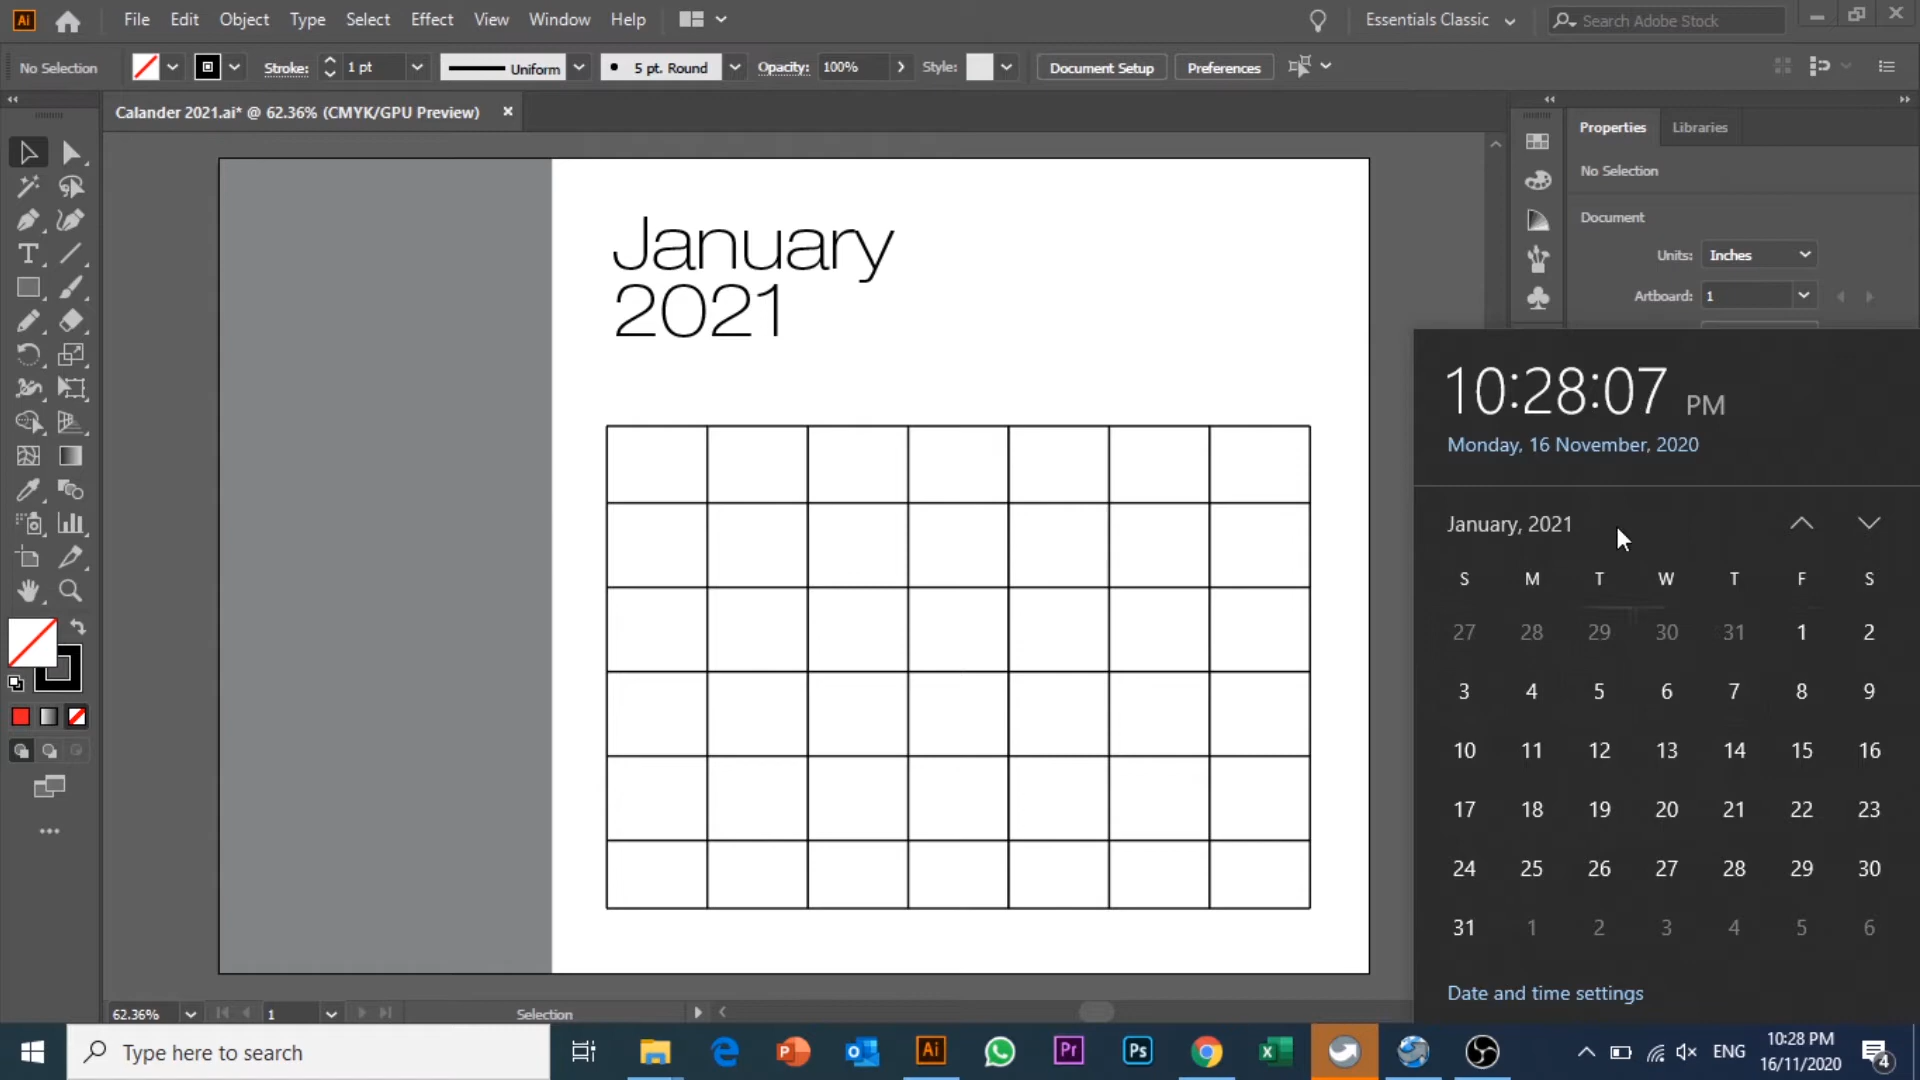 Ai File Edit Object Type Select Effect View Window Help Essentials Classic Search Adobe Stock
No Selection Stroke: 1 pt Uniform 5 pt. Round Opacity: 100% Style: Document Setup Preferences
Calander 2021.ai* @ 62.36% (CMYK/GPU Preview)
Properties Libraries
No Selection
Document
Units: Inches
Artboard: 1
January
2021
10:28:07 PM
Monday, 16 November, 2020
January, 2021
S M T W T F S
27 28 29 30 31 1 2
3 4 5 6 7 8 9
10 11 12 13 14 15 16
17 18 19 20 21 22 23
24 25 26 27 28 29 30
31 1 2 3 4 5 6
Date and time settings
62.36% 1 Selection
Type here to search
Ai Pr Ps
ENG
10:28 PM
16/11/2020
4